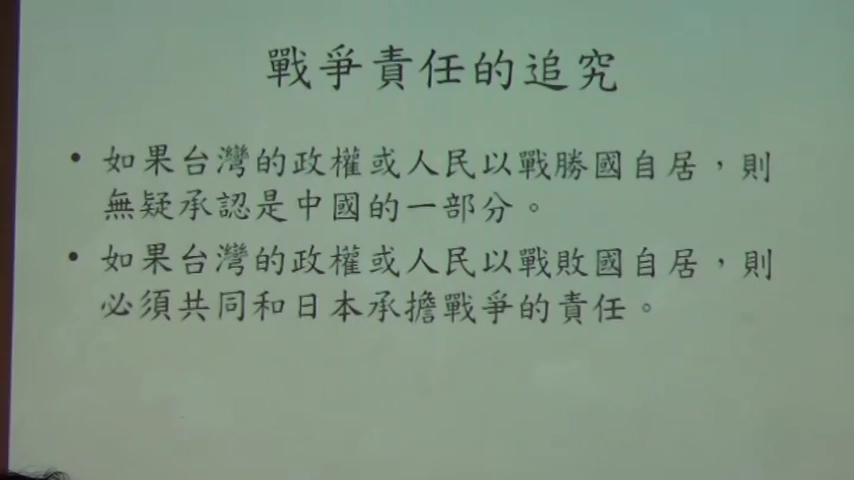 戰爭責任的追究
• 如果台灣的政權或人民以戰勝國自居，則
無疑承認是中國的一部分。
• 如果台灣的政權或人民以戰敗國自居，則
必須共同和日本承擔戰爭的責任。